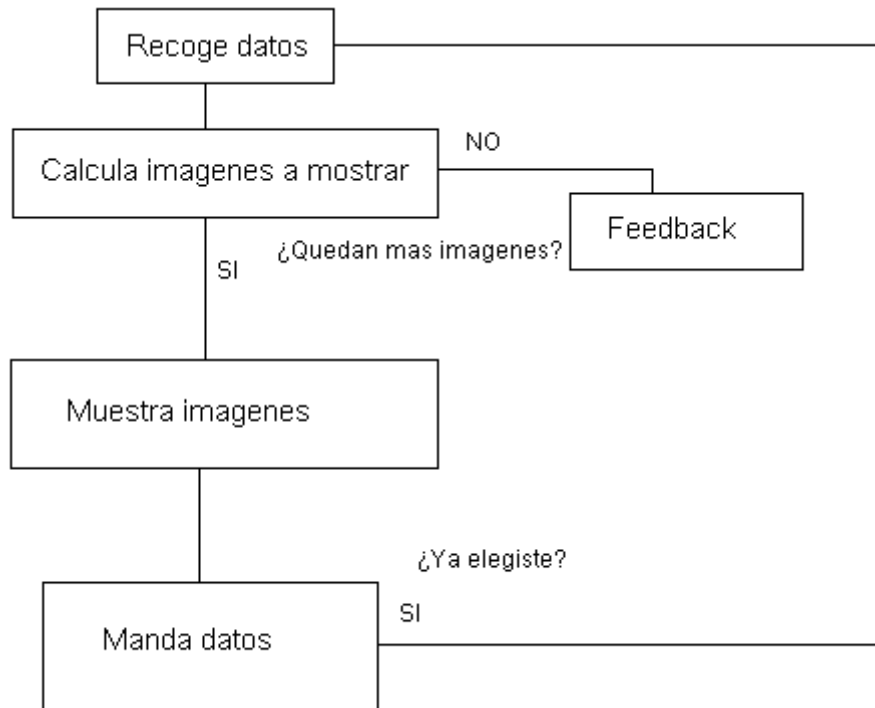 Recoge datos
NO
Calcula imagenes a mostrar
Feedback
¿Quedan mas imagenes?
SI
Muestra imagenes
¿Ya elegiste?
SI
Manda datos